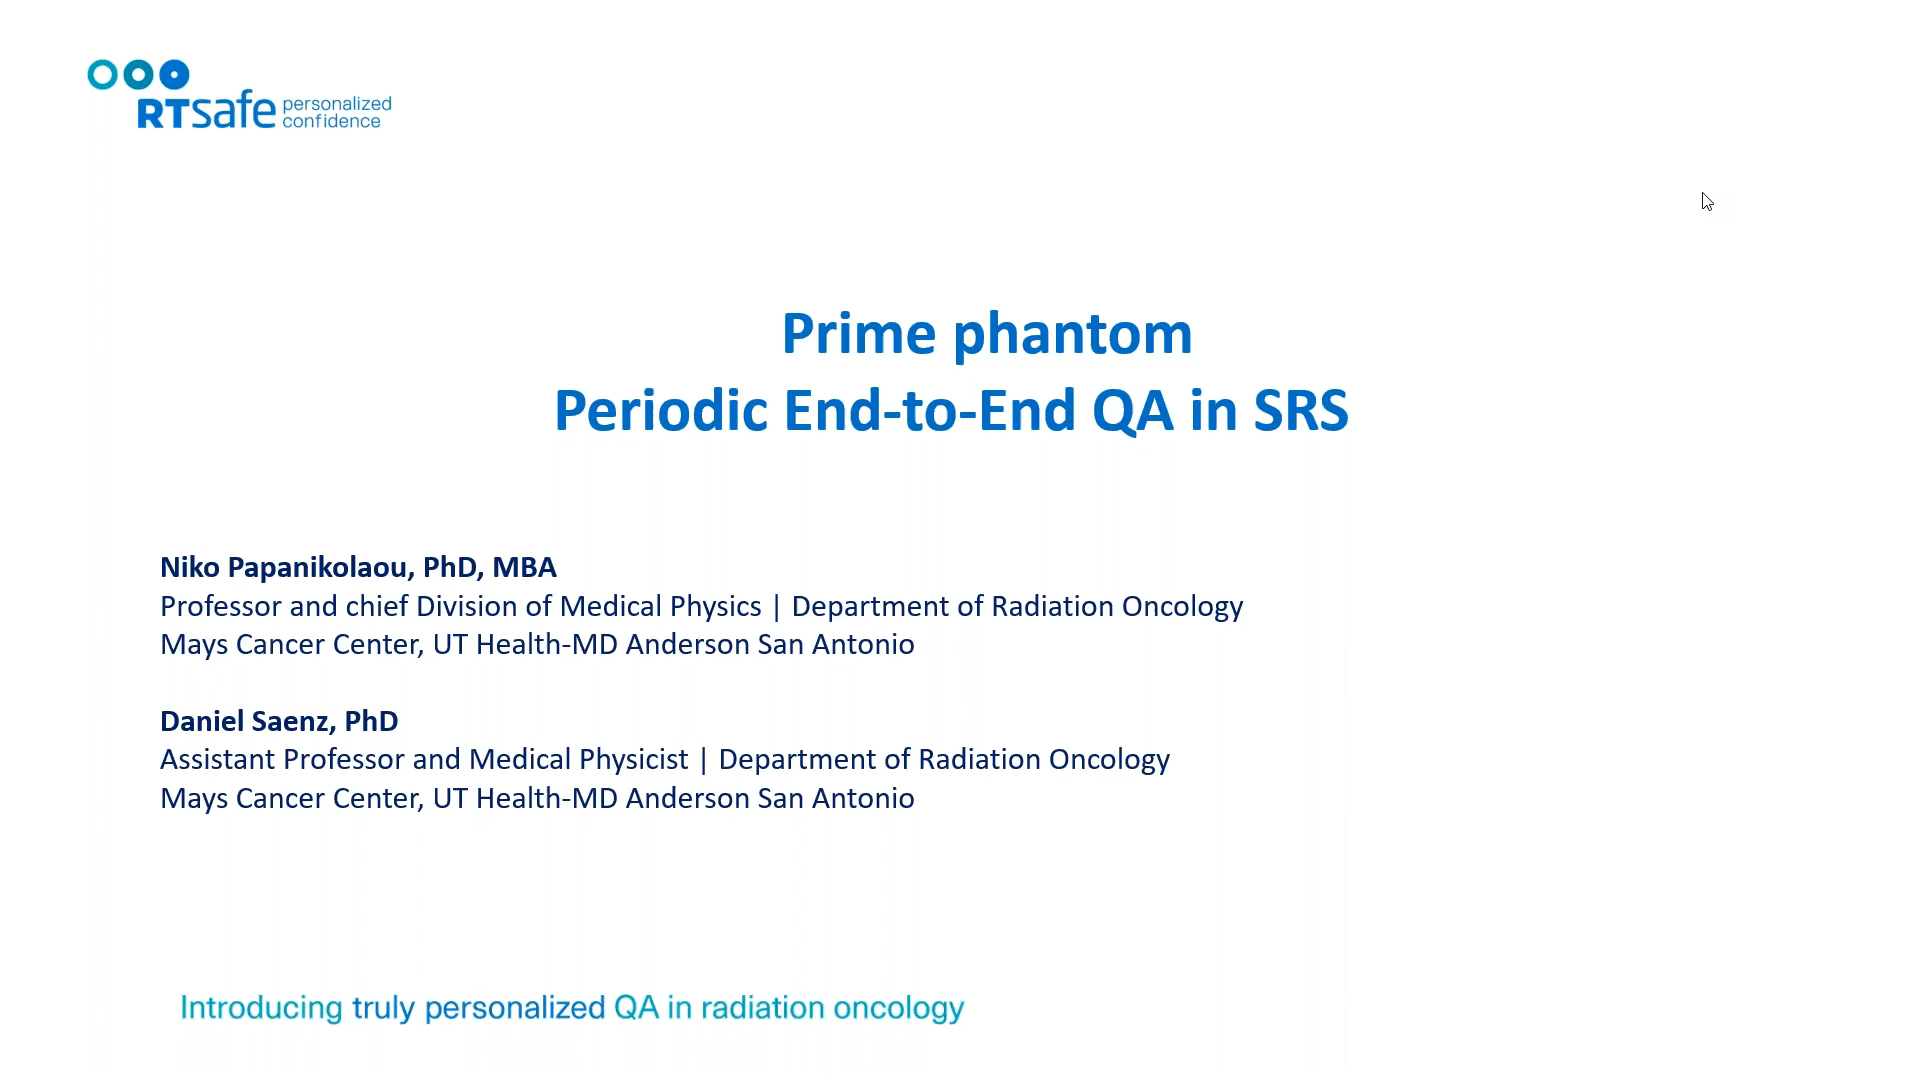 RTsafe personalized
confidence
Prime phantom
Periodic End-to-End QA in SRS
Niko Papanikolaou, PhD, MBA
Professor and chief Division of Medical Physics | Department of Radiation Oncology
Mays Cancer Center, UT Health-MD Anderson San Antonio
Daniel Saenz, PhD
Assistant Professor and Medical Physicist | Department of Radiation Oncology
Mays Cancer Center, UT Health-MD Anderson San Antonio
Introducing truly personalized QA in radiation oncology